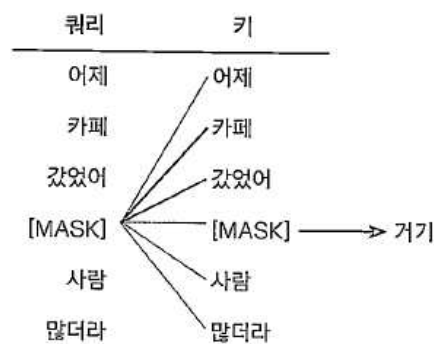 쿼리 키
어제 어제
카페 카페
갔었어 갔었어
[MASK] [MASK] 거기
사람 사람
많더라 많더라